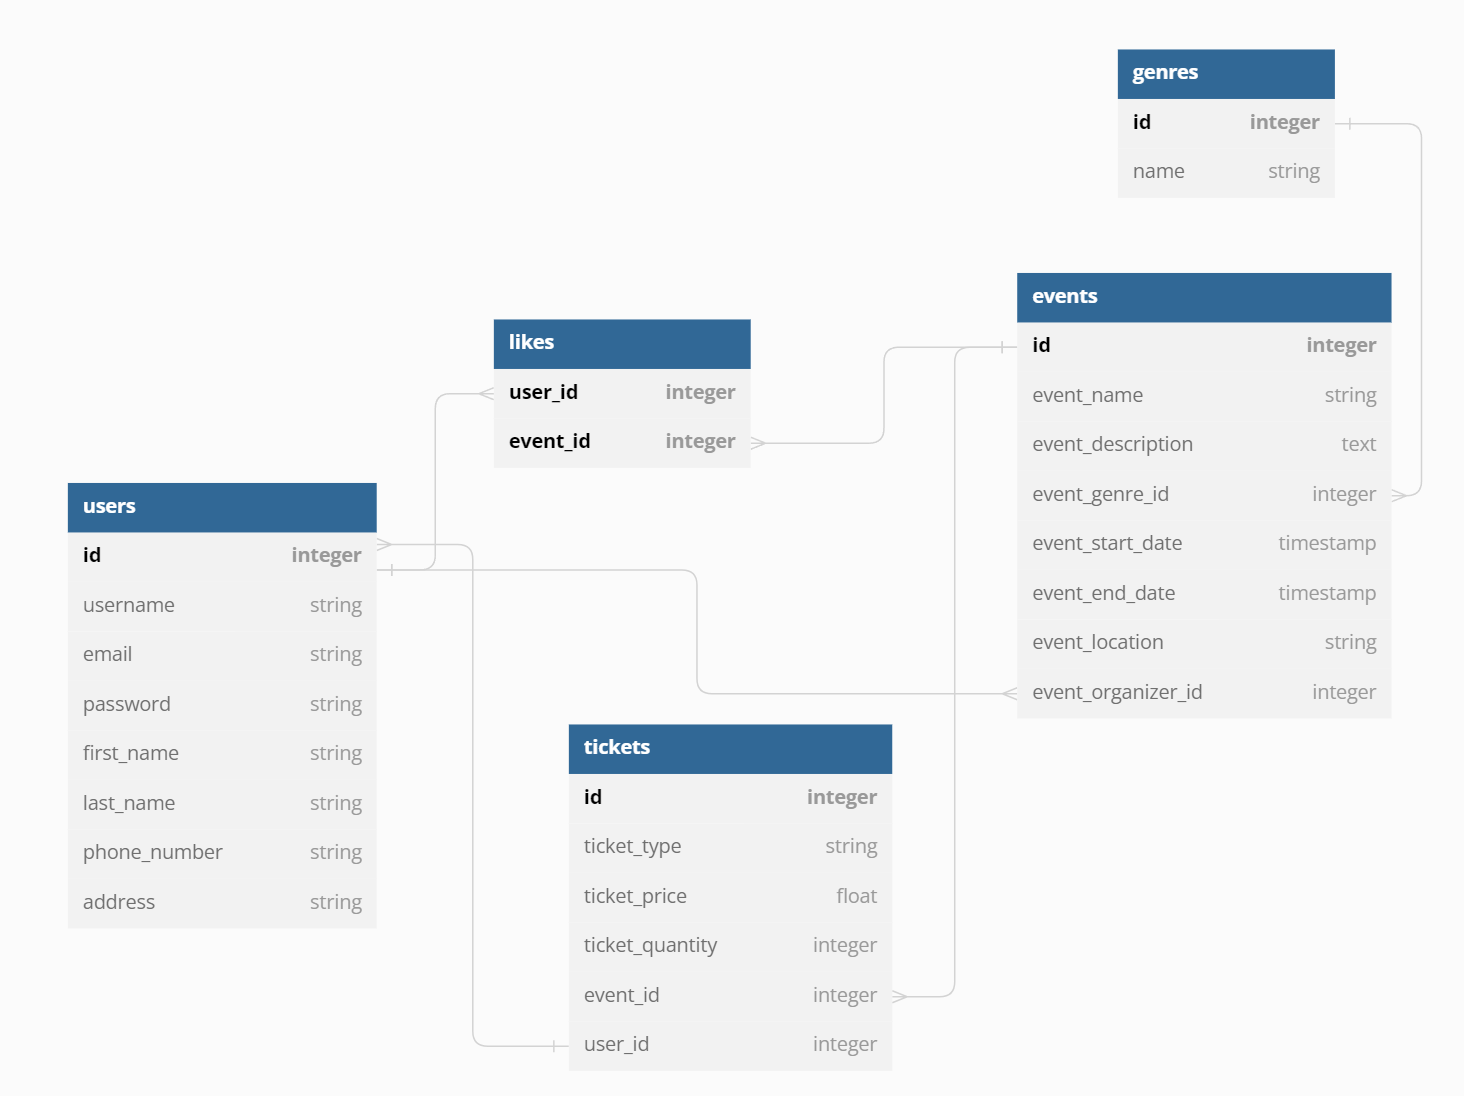 genres
id integer
name string
events
id integer
event_name string
event_description text
event_genre_id integer
event_start_date timestamp
event_end_date timestamp
event_location string
event_organizer_id integer
likes
user_id integer
event_id integer
users
id integer
username string
email string
password string
first_name string
last_name string
phone_number string
address string
tickets
id integer
ticket_type string
ticket_price float
ticket_quantity integer
event_id integer
user_id integer